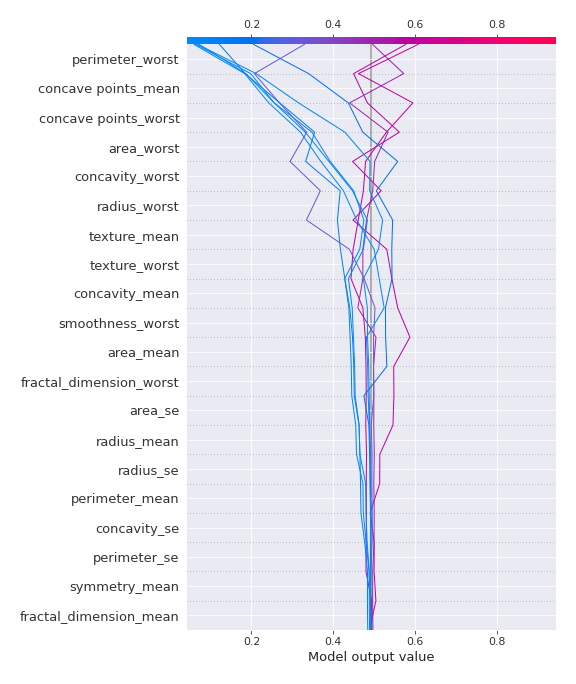 0.2 0.4 0.6 0.8
perimeter_worst
concave points_mean
concave points_worst
area_worst
concavity_worst
radius_worst
texture_mean
texture_worst
concavity_mean
smoothness_worst
area_mean
fractal_dimension_worst
area_se
radius_mean
radius_se
perimeter_mean
concavity_se
perimeter_se
symmetry_mean
fractal_dimension_mean
0.2 0.4 0.6 0.8
Model output value